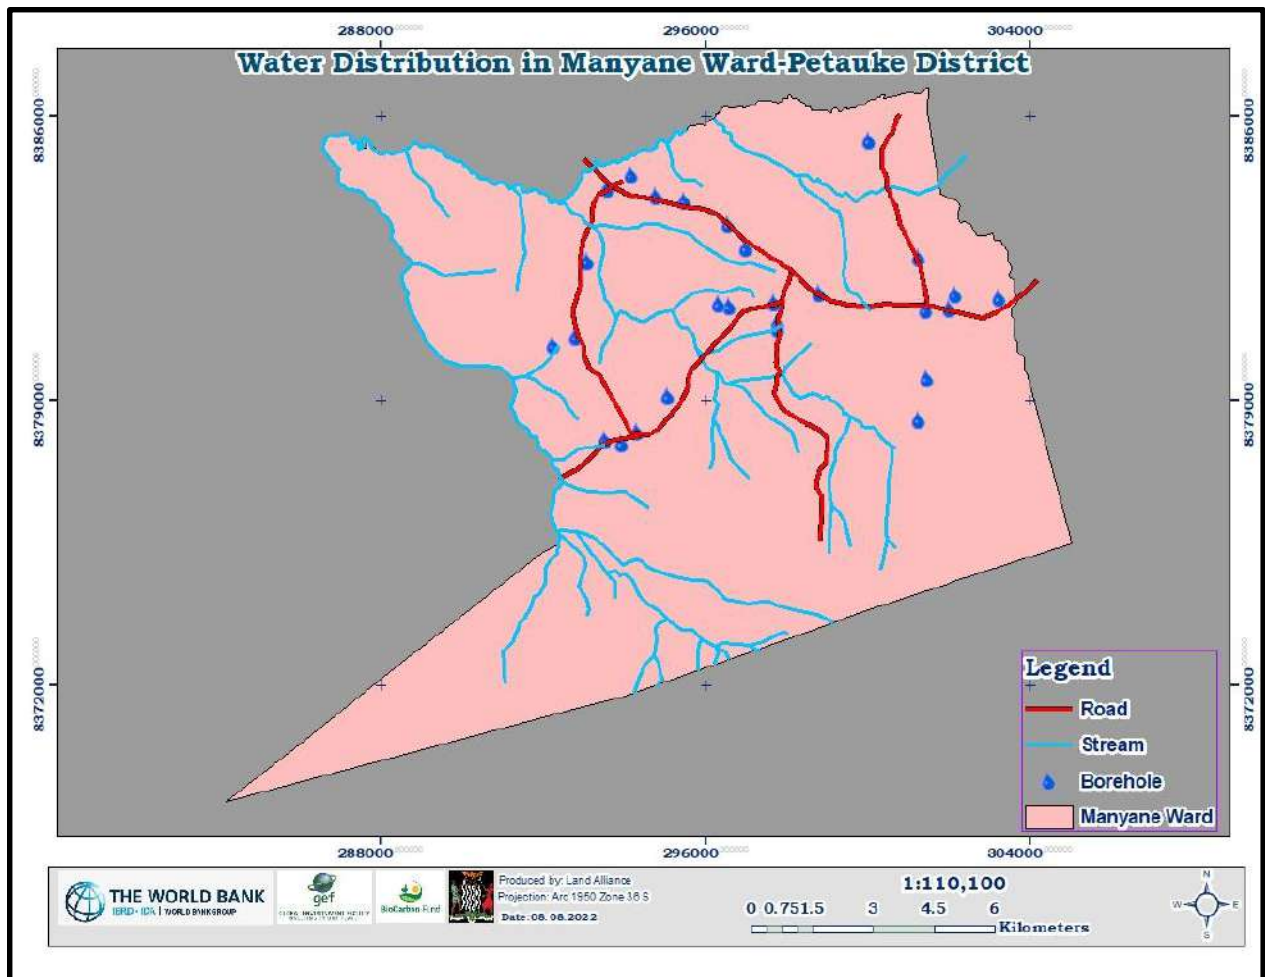 288000 296000 304000
Water Distribution in Manyane Ward-Petauke District
8386000 8386000
8379000 8379000
8372000 8372000
Legend
Road
Stream
Borehole
Manyane Ward
288000 296000 304000
THE WORLD BANK
IBRD • IDA | WORLD BANK GROUP
gef
BioCarbon Fund
Produced by: Land Alliance
Projection: Arc 1950 Zone 36 S
Date: 08.08.2022
1:110,100
0 0.75 1.5 3 4.5 6
Kilometers
N
W E
S